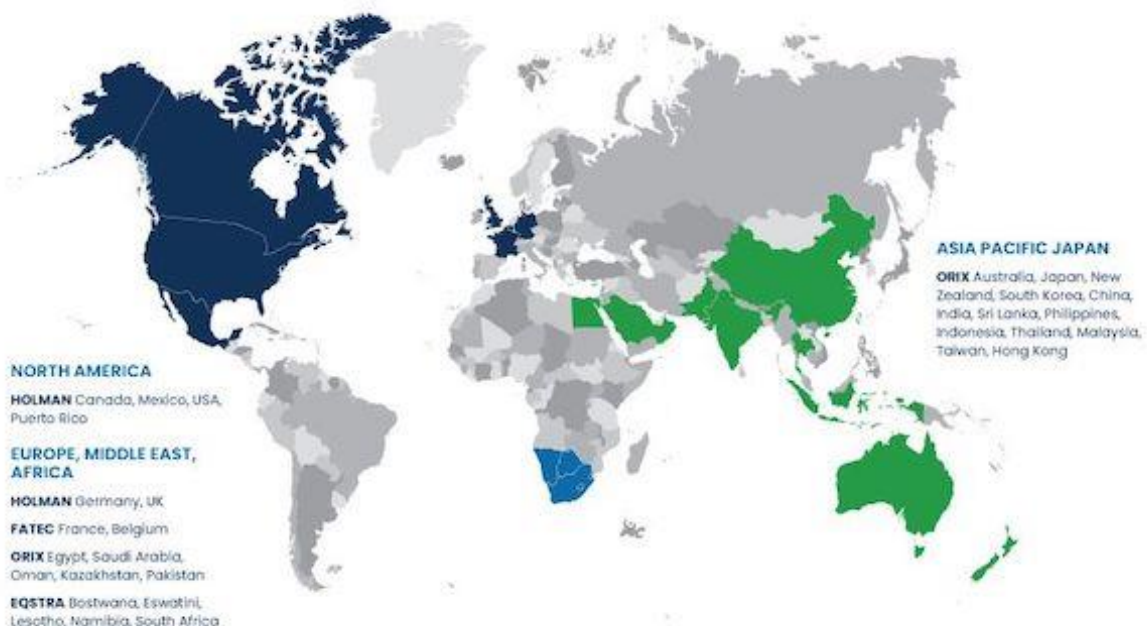 NORTH AMERICA
HOLMAN Canada, Mexico, USA,
Puerto Rico
EUROPE, MIDDLE EAST,
AFRICA
HOLMAN Germany, UK
FATEC France, Belgium
ORIX Egypt, Saudi Arabia,
Oman, Kazakhstan, Pakistan
EQSTRA Bostwana, Eswatini,
Lesotho, Namibia, South Africa
ASIA PACIFIC JAPAN
ORIX Australia, Japan, New
Zealand, South Korea, China,
India, Sri Lanka, Philippines,
Indonesia, Thailand, Malaysia,
Taiwan, Hong Kong